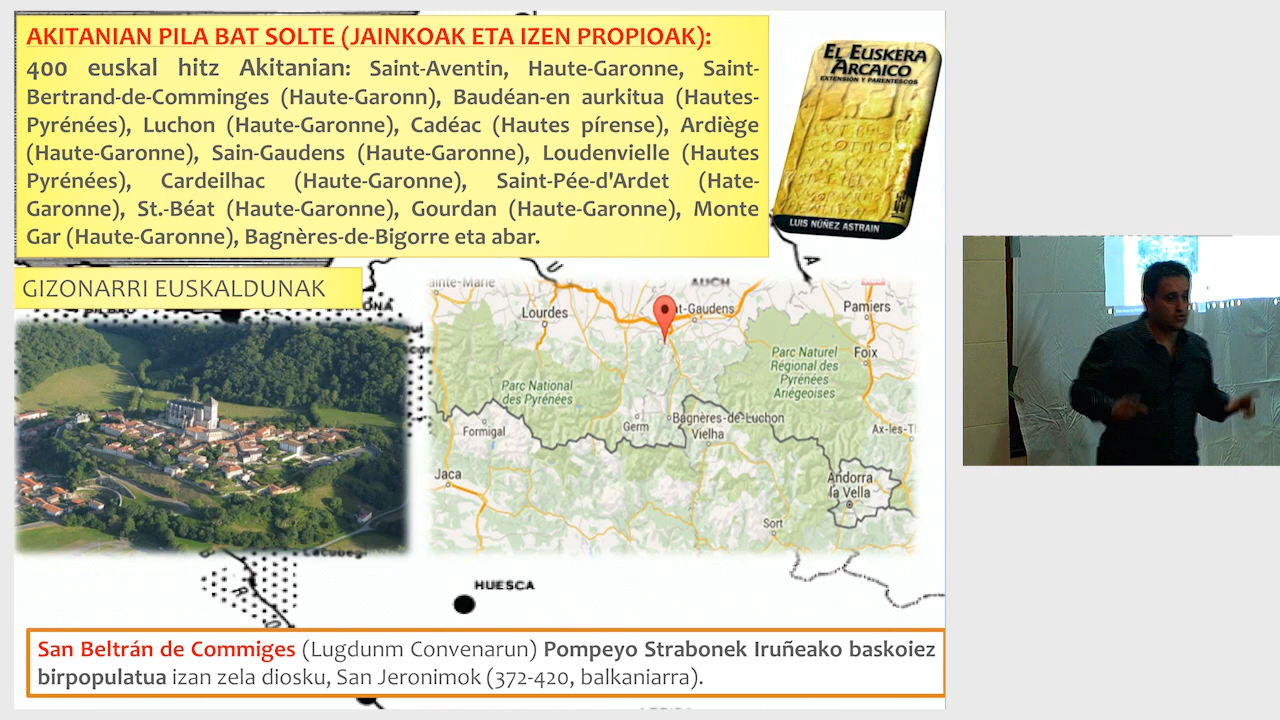 AKITANIAN PILA BAT SOLTE (JAINKOAK ETA IZEN PROPIOAK):
400 euskal hitz Akitanian: Saint-Aventin, Haute-Garonne, Saint-
Bertrand-de-Comminges (Haute-Garonn), Baudéan-en aurkitua (Hautes-
Pyrénées), Luchon (Haute-Garonne), Cadéac (Hautes pírense), Ardiège
(Haute-Garonne), Sain-Gaudens (Haute-Garonne), Loudenvielle (Hautes
Pyrénées), Cardeilhac (Haute-Garonne), Saint-Pée-d'Ardet (Hate-
Garonne), St.-Béat (Haute-Garonne), Gourdan (Haute-Garonne), Monte
Gar (Haute-Garonne), Bagnères-de-Bigorre eta abar.
EL EUSKERA
ARCAICO
EXTENSIÓN Y PARENTESCOS
LUIS NÚÑEZ ASTRAIN
GIZONARRI EUSKALDUNAK
AUCH
Lourdes
nt-Gaudens
Pamiers
Foix
Parc Naturel
Régional des
Pyrénées
Ariégeoises
Parc National
des Pyrénées
Formigal
Germ
Bagnères-de-Luchon
Vielha
Ax-les-T
Jaca
Andorra
la Vella
Sort
HUESCA
San Beltrán de Commiges (Lugdunm Convenarun) Pompeyo Strabonek Iruñeako baskoiez
birpopulatua izan zela diosku, San Jeronimok (372-420, balkaniarra).